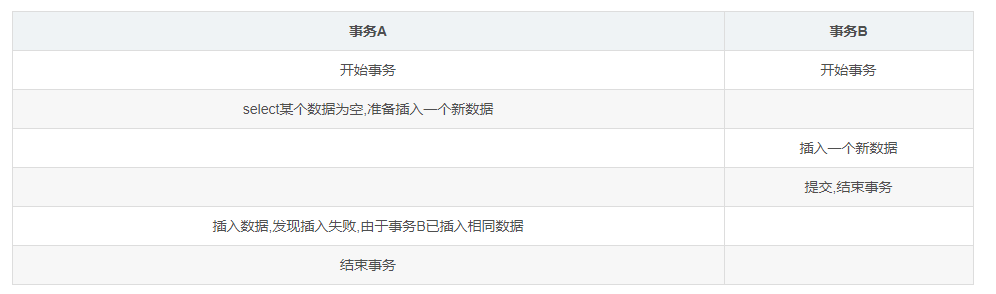 事务A
事务B
开始事务
开始事务
select某个数据为空,准备插入一个新数据
插入一个新数据
提交,结束事务
插入数据,发现插入失败,由于事务B已插入相同数据
结束事务